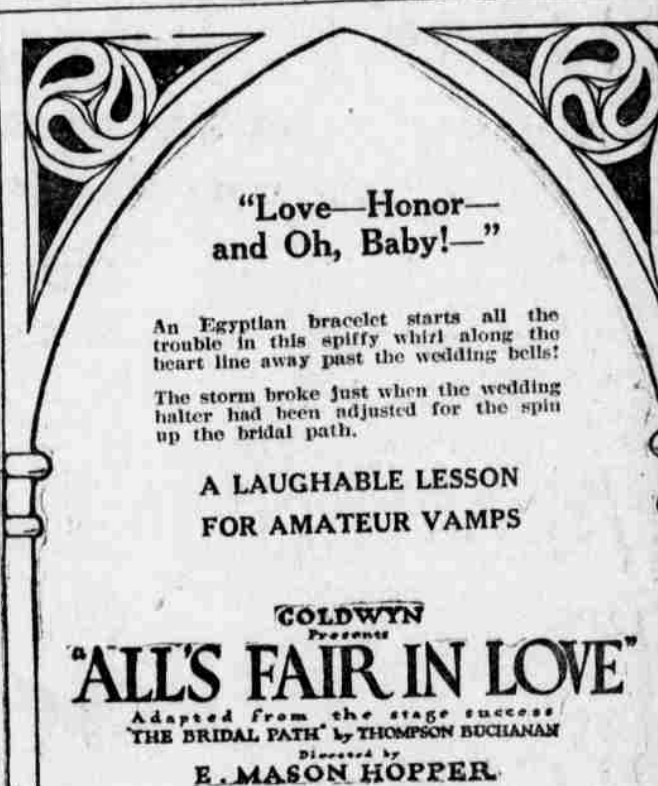 "Love—Honor—
and Oh, Baby!—"
An Egyptian bracelet starts all the
trouble in this spiffy whirl along the
heart line away past the wedding bells!
The storm broke just when the wedding
halter had been adjusted for the spin
up the bridal path.
A LAUGHABLE LESSON
FOR AMATEUR VAMPS
GOLDWYN
Presents
"ALL'S FAIR IN LOVE"
Adapted from the stage success
"THE BRIDAL PATH" by THOMPSON BUCHANAN
Directed by
E. MASON HOPPER